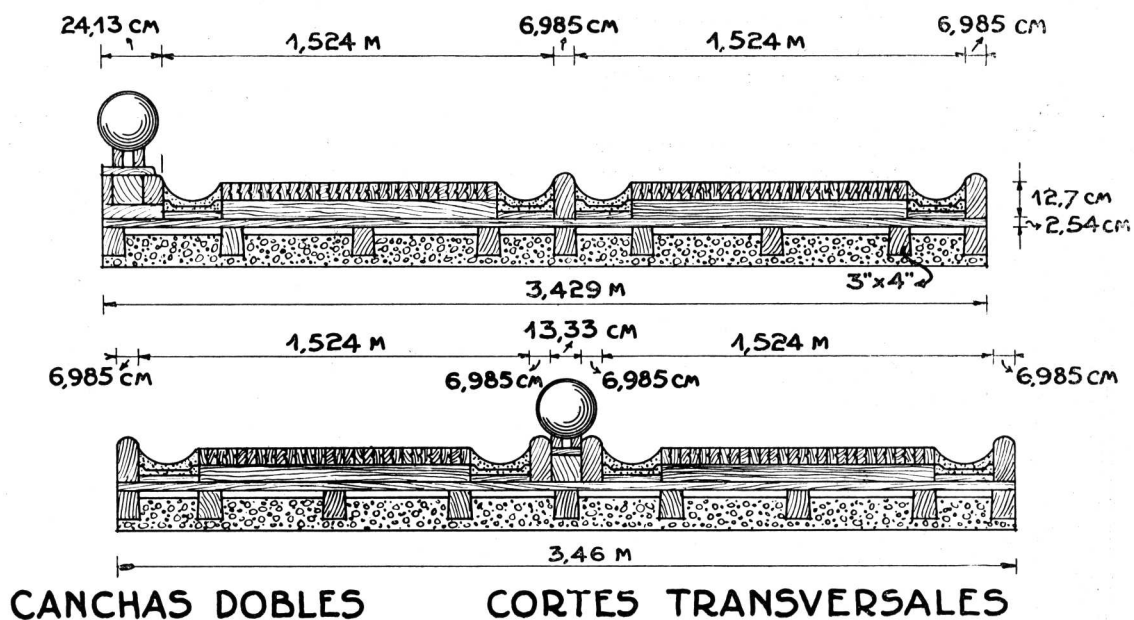 24,13 CM
1,524 M
6,985 CM
1,524 M
6,985 CM
12,7 CM
2,54 CM
3"x4"
3,429 M
13,33 CM
1,524 M
1,524 M
6,985 CM
6,985 CM
6,985 CM
6,985 CM
3,46 M
CANCHAS DOBLES CORTES TRANSVERSALES